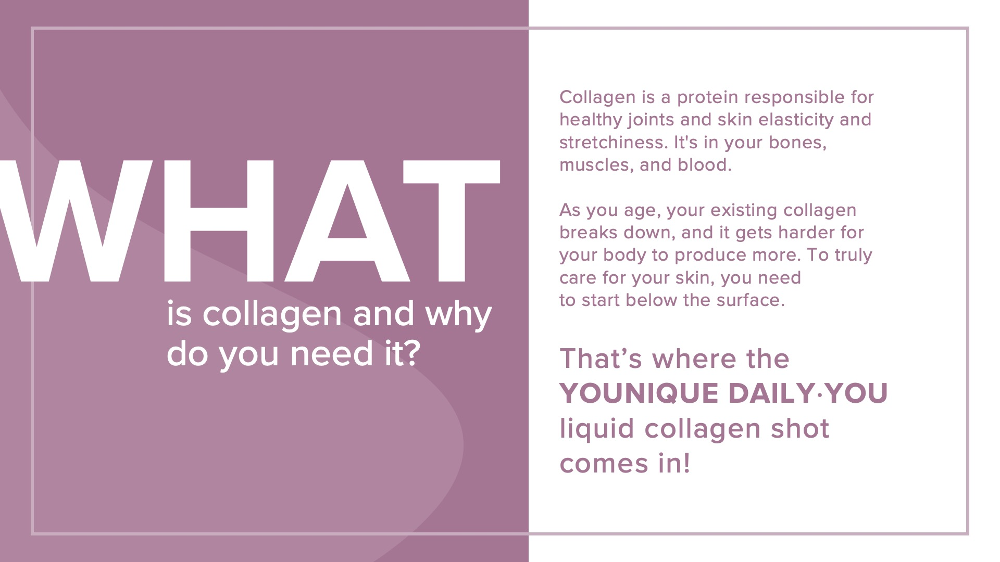 WHAT
is collagen and why
do you need it?
Collagen is a protein responsible for
healthy joints and skin elasticity and
stretchiness. It's in your bones,
muscles, and blood.
As you age, your existing collagen
breaks down, and it gets harder for
your body to produce more. To truly
care for your skin, you need
to start below the surface.
That’s where the
YOUNIQUE DAILY·YOU
liquid collagen shot
comes in!